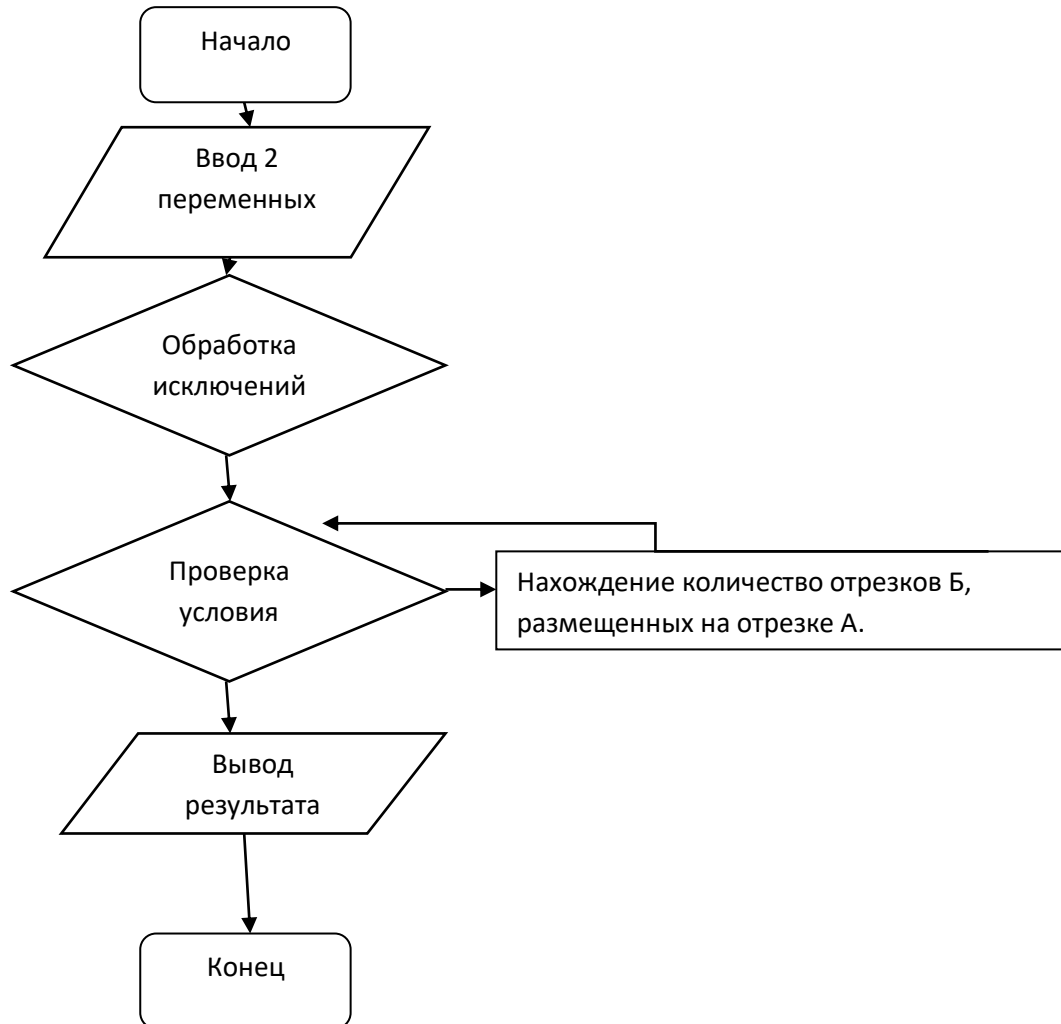 Начало
Ввод 2
переменных
Обработка
исключений
Проверка
условия
Нахождение количество отрезков Б,
размещенных на отрезке А.
Вывод
результата
Конец